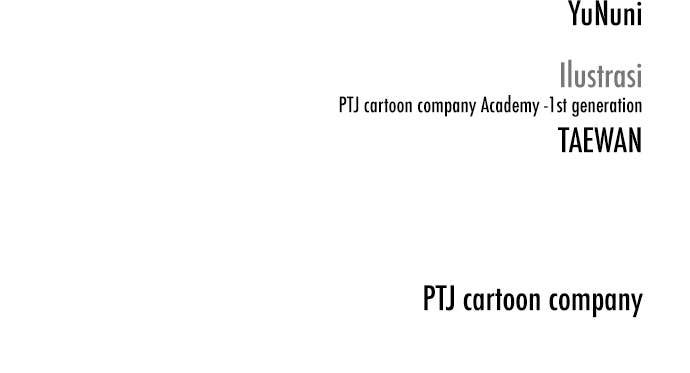 YuNuni
Ilustrasi
PTJ cartoon company Academy -1st generation
TAEWAN
PTJ cartoon company